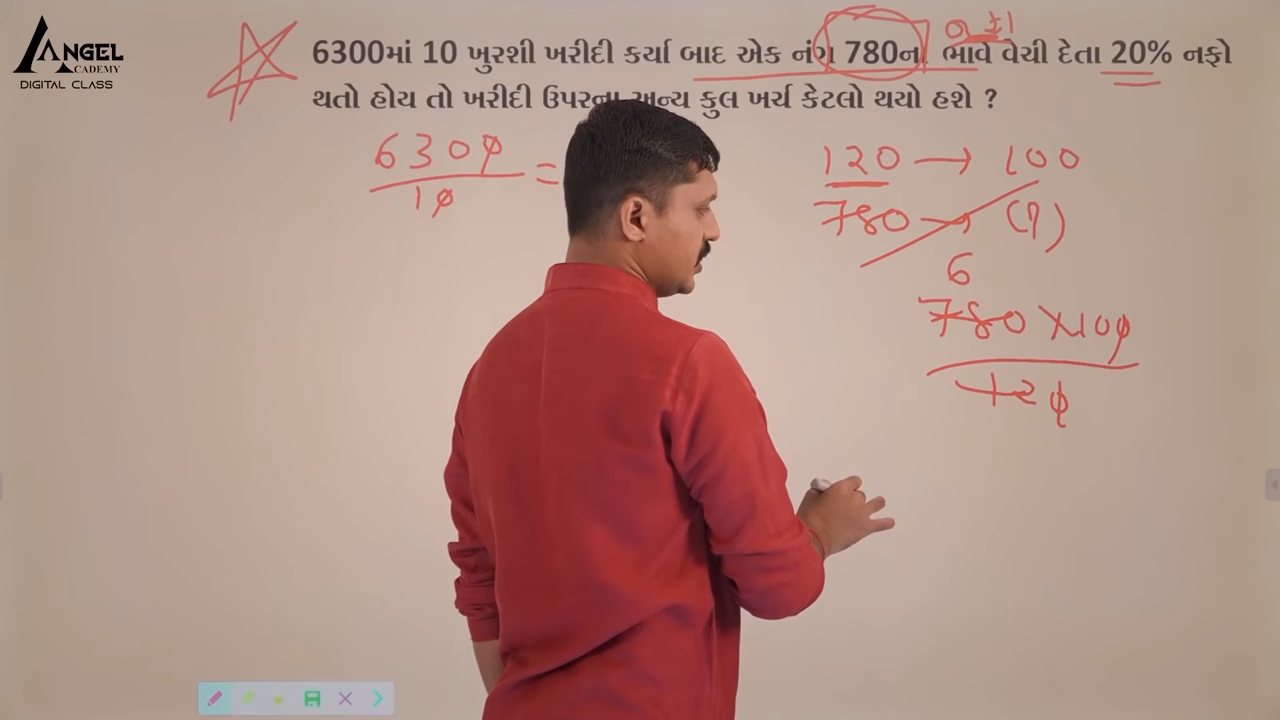 ANGEL
ACADEMY
DIGITAL CLASS
6300માં 10 ખુરશી ખરીદી કર્યા બાદ એક નંગ 780ના ભાવે વેચી દેતા 20% નફો
થતો હોય તો ખરીદી ઉપરના અન્ય કુલ ખર્ચ કેટલો થયો હશે ?
6300
10
=
120 → 100
780 → (?)
6
780 × 100
120